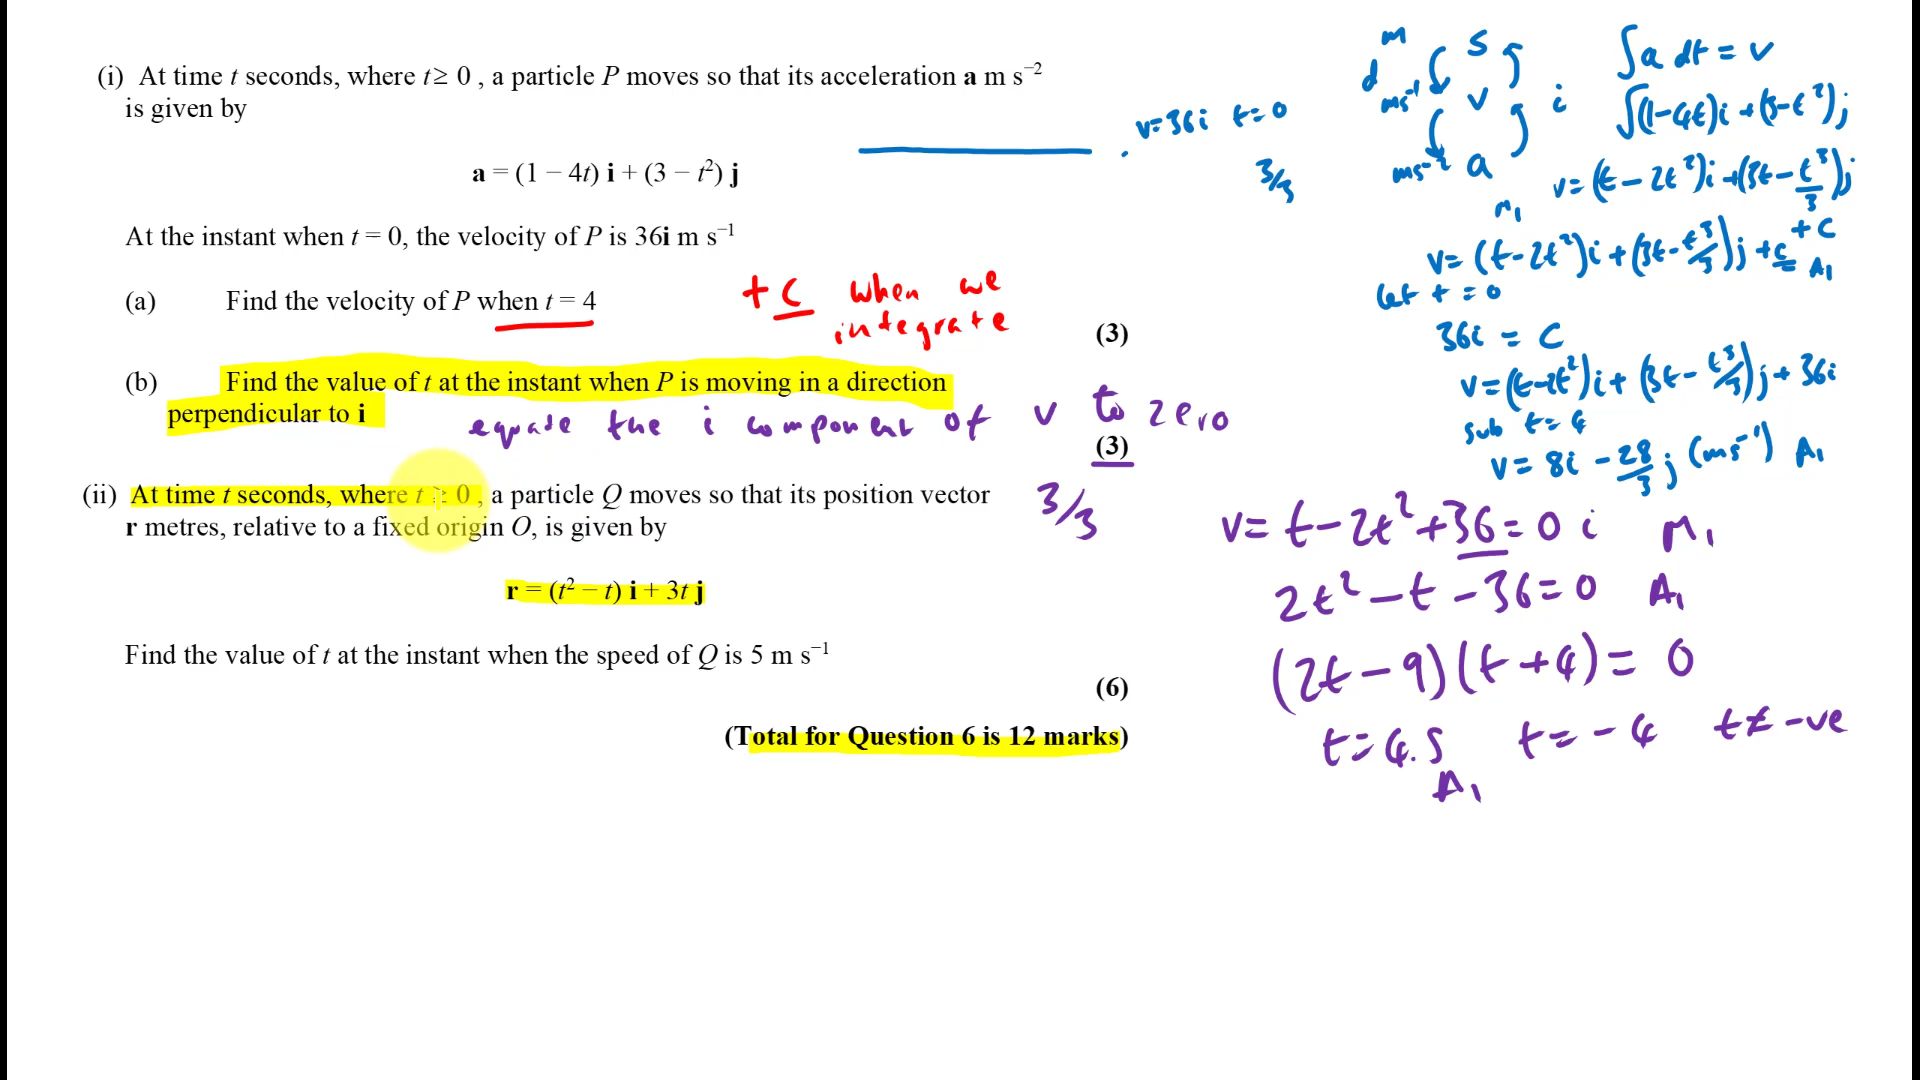 (i) At time t seconds, where t ≥ 0 , a particle P moves so that its acceleration a m s⁻²
is given by
a = (1 − 4t) i + (3 − t²) j
At the instant when t = 0, the velocity of P is 36i m s⁻¹
(a) Find the velocity of P when t = 4
+ c when we
integrate
(3)
(b) Find the value of t at the instant when P is moving in a direction
perpendicular to i
equate the i component of v to zero
(3)
3/3
(ii) At time t seconds, where t ≥ 0 , a particle Q moves so that its position vector
r metres, relative to a fixed origin O, is given by
r = (t² − t) i + 3t j
Find the value of t at the instant when the speed of Q is 5 m s⁻¹
(6)
(Total for Question 6 is 12 marks)
v=36i t=0
3/3
m s
d ms⁻¹ v i
ms⁻² a
∫a dt = v
∫(1-4t)i+(3-t²)j
v=(t-2t²)i+(3t-t³/3)j
+c
M1
v=(t-2t²)i+(3t-t³/3)j+c A1
let t=0
36i = C
v=(t-2t²)i+(3t-t³/3)j+36i
sub t=4
v= 8i - 28/3 j (ms⁻¹) A1
v= t-2t²+36=0 i M1
2t²-t-36=0 A1
(2t-9)(t+4)=0
t=4.5 t=-4 t≠-ve
A1